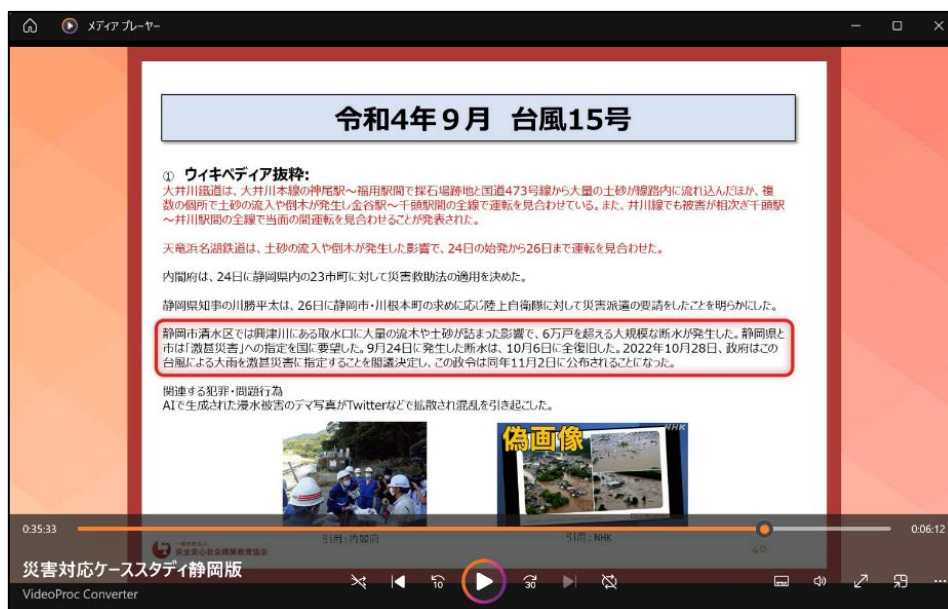 メディア プレーヤー
令和4年9月 台風15号
① ウィキペディア抜粋:
大井川鐵道は、大井川本線の神尾駅~福用駅間で採石場跡地と国道473号線から大量の土砂が線路内に流れ込んだほか、複
数の個所で土砂の流入や倒木が発生し金谷駅~千頭駅間の全線で運転を見合わせている。また、井川線でも被害が相次ぎ千頭駅
~井川駅間の全線で当面の間運転を見合わせることが発表された。
天竜浜名湖鉄道は、土砂の流入や倒木が発生した影響で、24日の始発から26日まで運転を見合わせた。
内閣府は、24日に静岡県内の23市町に対して災害救助法の適用を決めた。
静岡県知事の川勝平太は、26日に静岡市・川根本町の求めに応じ陸上自衛隊に対して災害派遣の要請をしたことを明らかにした。
静岡市清水区では興津川にある取水口に大量の流木や土砂が詰まった影響で、6万戸を超える大規模な断水が発生した。静岡県と
市は「激甚災害」への指定を国に要望した。9月24日に発生した断水は、10月6日に全復旧した。2022年10月28日、政府はこの
台風による大雨を激甚災害に指定することを閣議決定し、この政令は同年11月2日に公布されることになった。
関連する犯罪・問題行為
AIで生成された浸水被害のデマ写真がTwitterなどで拡散され混乱を引き起こした。
偽画像
NHK
0:35:33
0:06:12
引用:内閣府
引用:NHK
一般社団法人
安全安心社会構築教育協会
40
災害対応ケーススタディ静岡版
VideoProc Converter
10
30